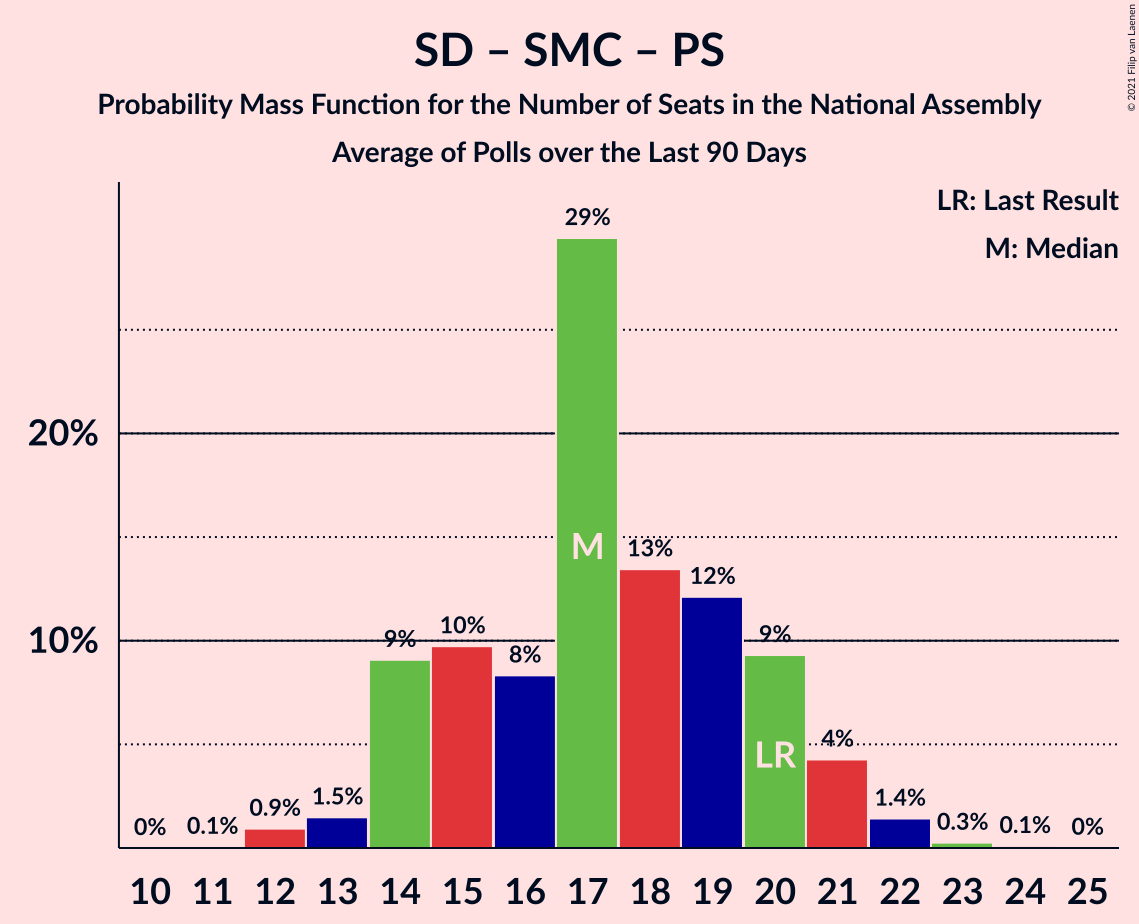 SD – SMC – PS
Probability Mass Function for the Number of Seats in the National Assembly
Average of Polls over the Last 90 Days
© 2021 Filip van Laenen
LR: Last Result
M: Median
29%
20%
M
13%
12%
10%
9%
10%
8%
9%
LR
4%
0%
0.1%
0.9%
1.5%
1.4%
0.3%
0.1%
0%
10 11 12 13 14 15 16 17 18 19 20 21 22 23 24 25